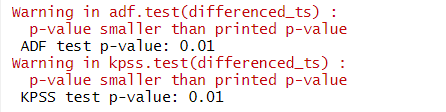 Warning in adf.test(differenced_ts) :
p-value smaller than printed p-value
ADF test p-value: 0.01
Warning in kpss.test(differenced_ts) :
p-value smaller than printed p-value
KPSS test p-value: 0.01